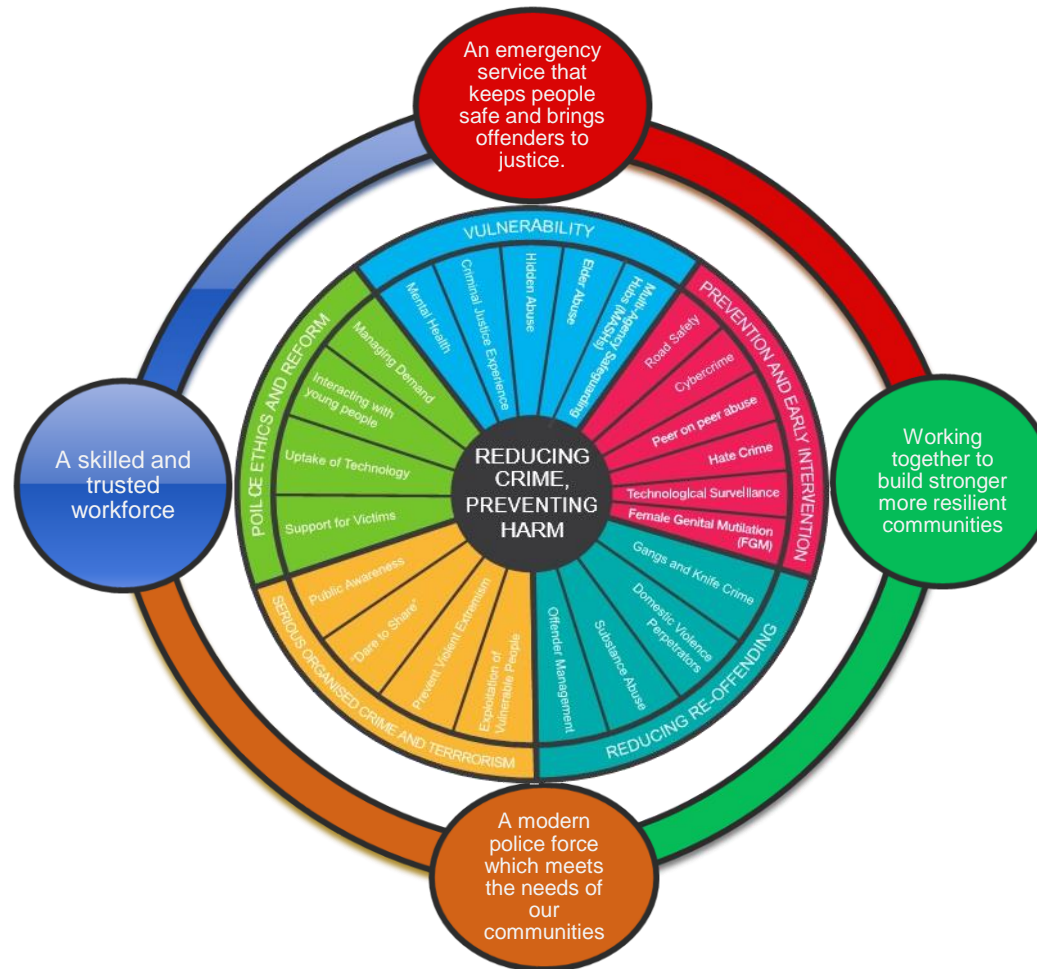 An emergency
service that
keeps people
safe and brings
offenders to
justice.
VULNERABILITY
Mental Health
Criminal Justice Experience
Hidden Abuse
Elder Abuse
Multi-Agency Safeguarding
Hubs (MASHs)
PREVENTION AND EARLY INTERVENTION
Road Safety
Cybercrime
Peer on peer abuse
Hate Crime
Technological Surveillance
Female Genital Mutilation
(FGM)
REDUCING RE-OFFENDING
Gangs and Knife Crime
Domestic Violence
Perpetrators
Substance Abuse
Offender Management
SERIOUS ORGANISED CRIME AND TERRRORISM
Exploitation of
Vulnerable People
Prevent Violent Extremism
"Dare to Share"
Public Awareness
POILCE ETHICS AND REFORM
Support for Victims
Uptake of Technology
Interacting with
young people
Managing Demand
REDUCING
CRIME,
PREVENTING
HARM
A skilled and
trusted
workforce
Working
together to
build stronger
more resilient
communities
A modern
police force
which meets
the needs of
our
communities